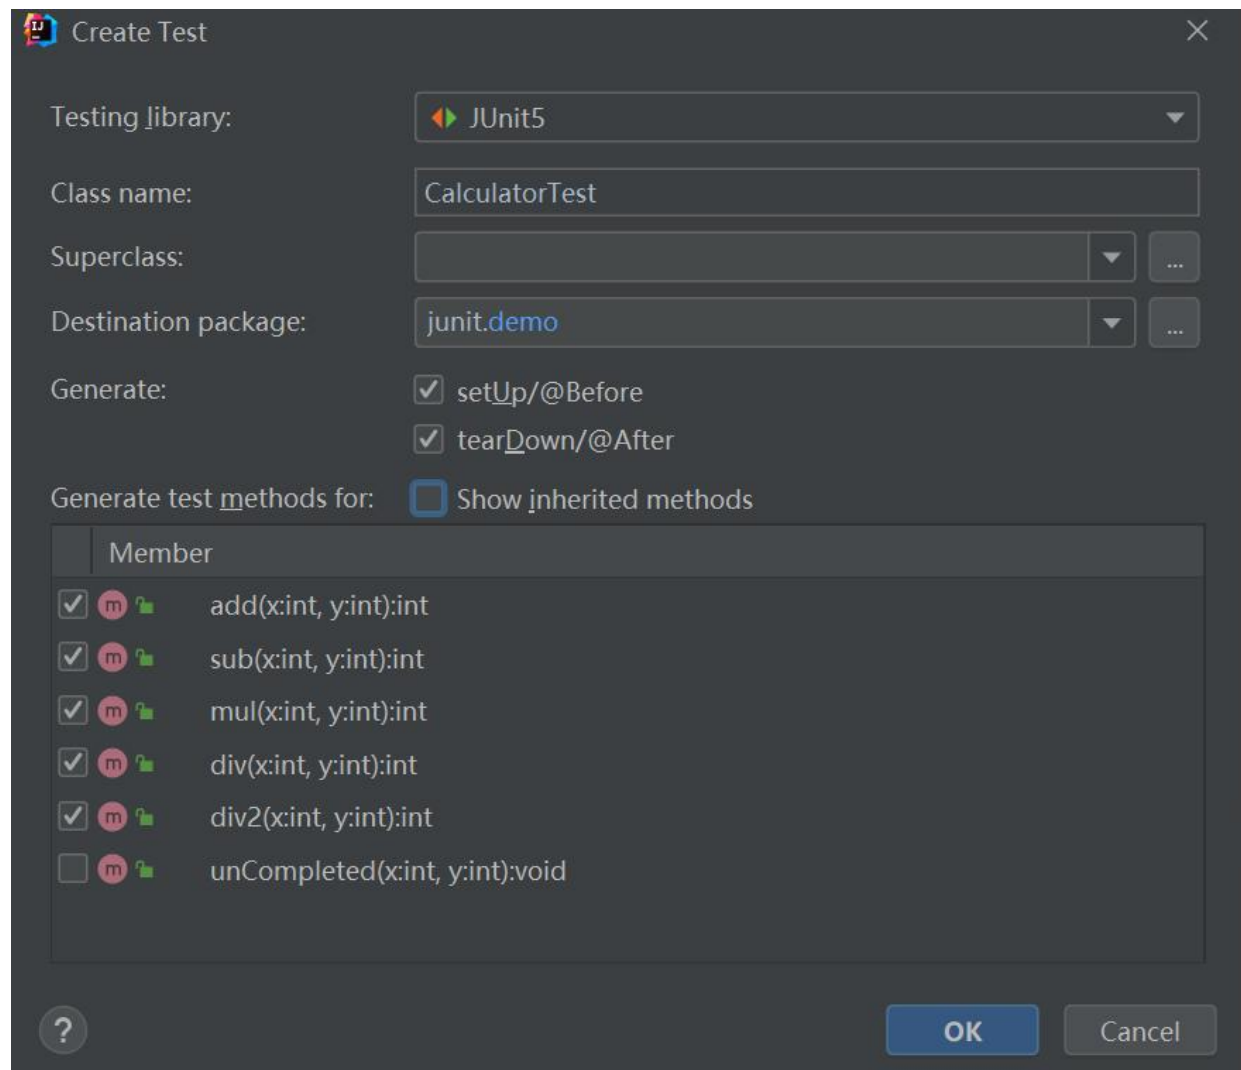 Create Test
Testing library: JUnit5
Class name: CalculatorTest
Superclass: ...
Destination package: junit.demo ...
Generate: setUp/@Before
tearDown/@After
Generate test methods for: Show inherited methods
Member
m add(x:int, y:int):int
m sub(x:int, y:int):int
m mul(x:int, y:int):int
m div(x:int, y:int):int
m div2(x:int, y:int):int
m unCompleted(x:int, y:int):void
? OK Cancel